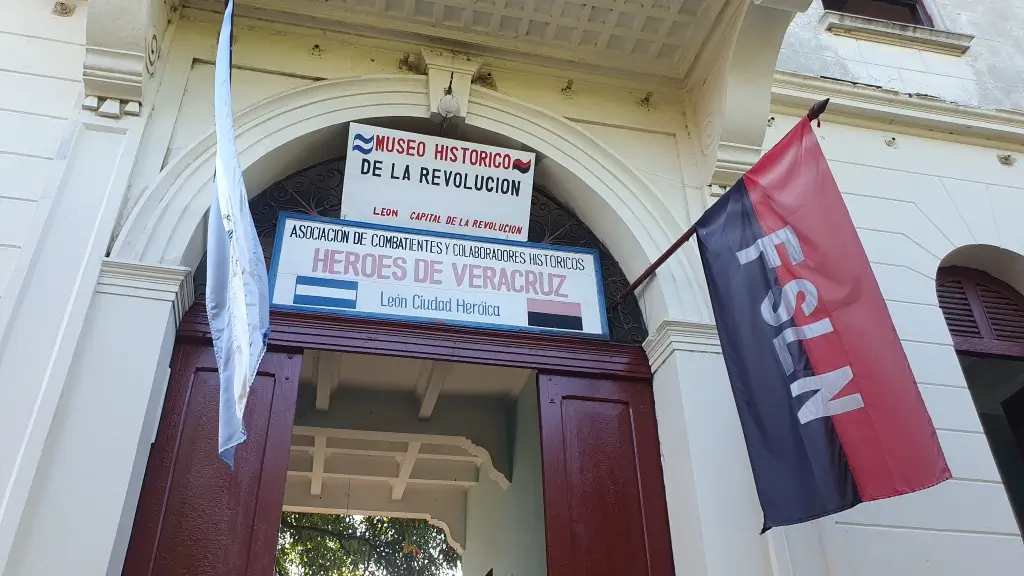 MUSEO HISTORICO
DE LA REVOLUCION
LEON CAPITAL DE LA REVOLUCION
ASOCIACION DE COMBATIENTES Y COLABORADORES HISTÓRICOS
HEROES DE VERACRUZ
León Ciudad Heróica
FSLN